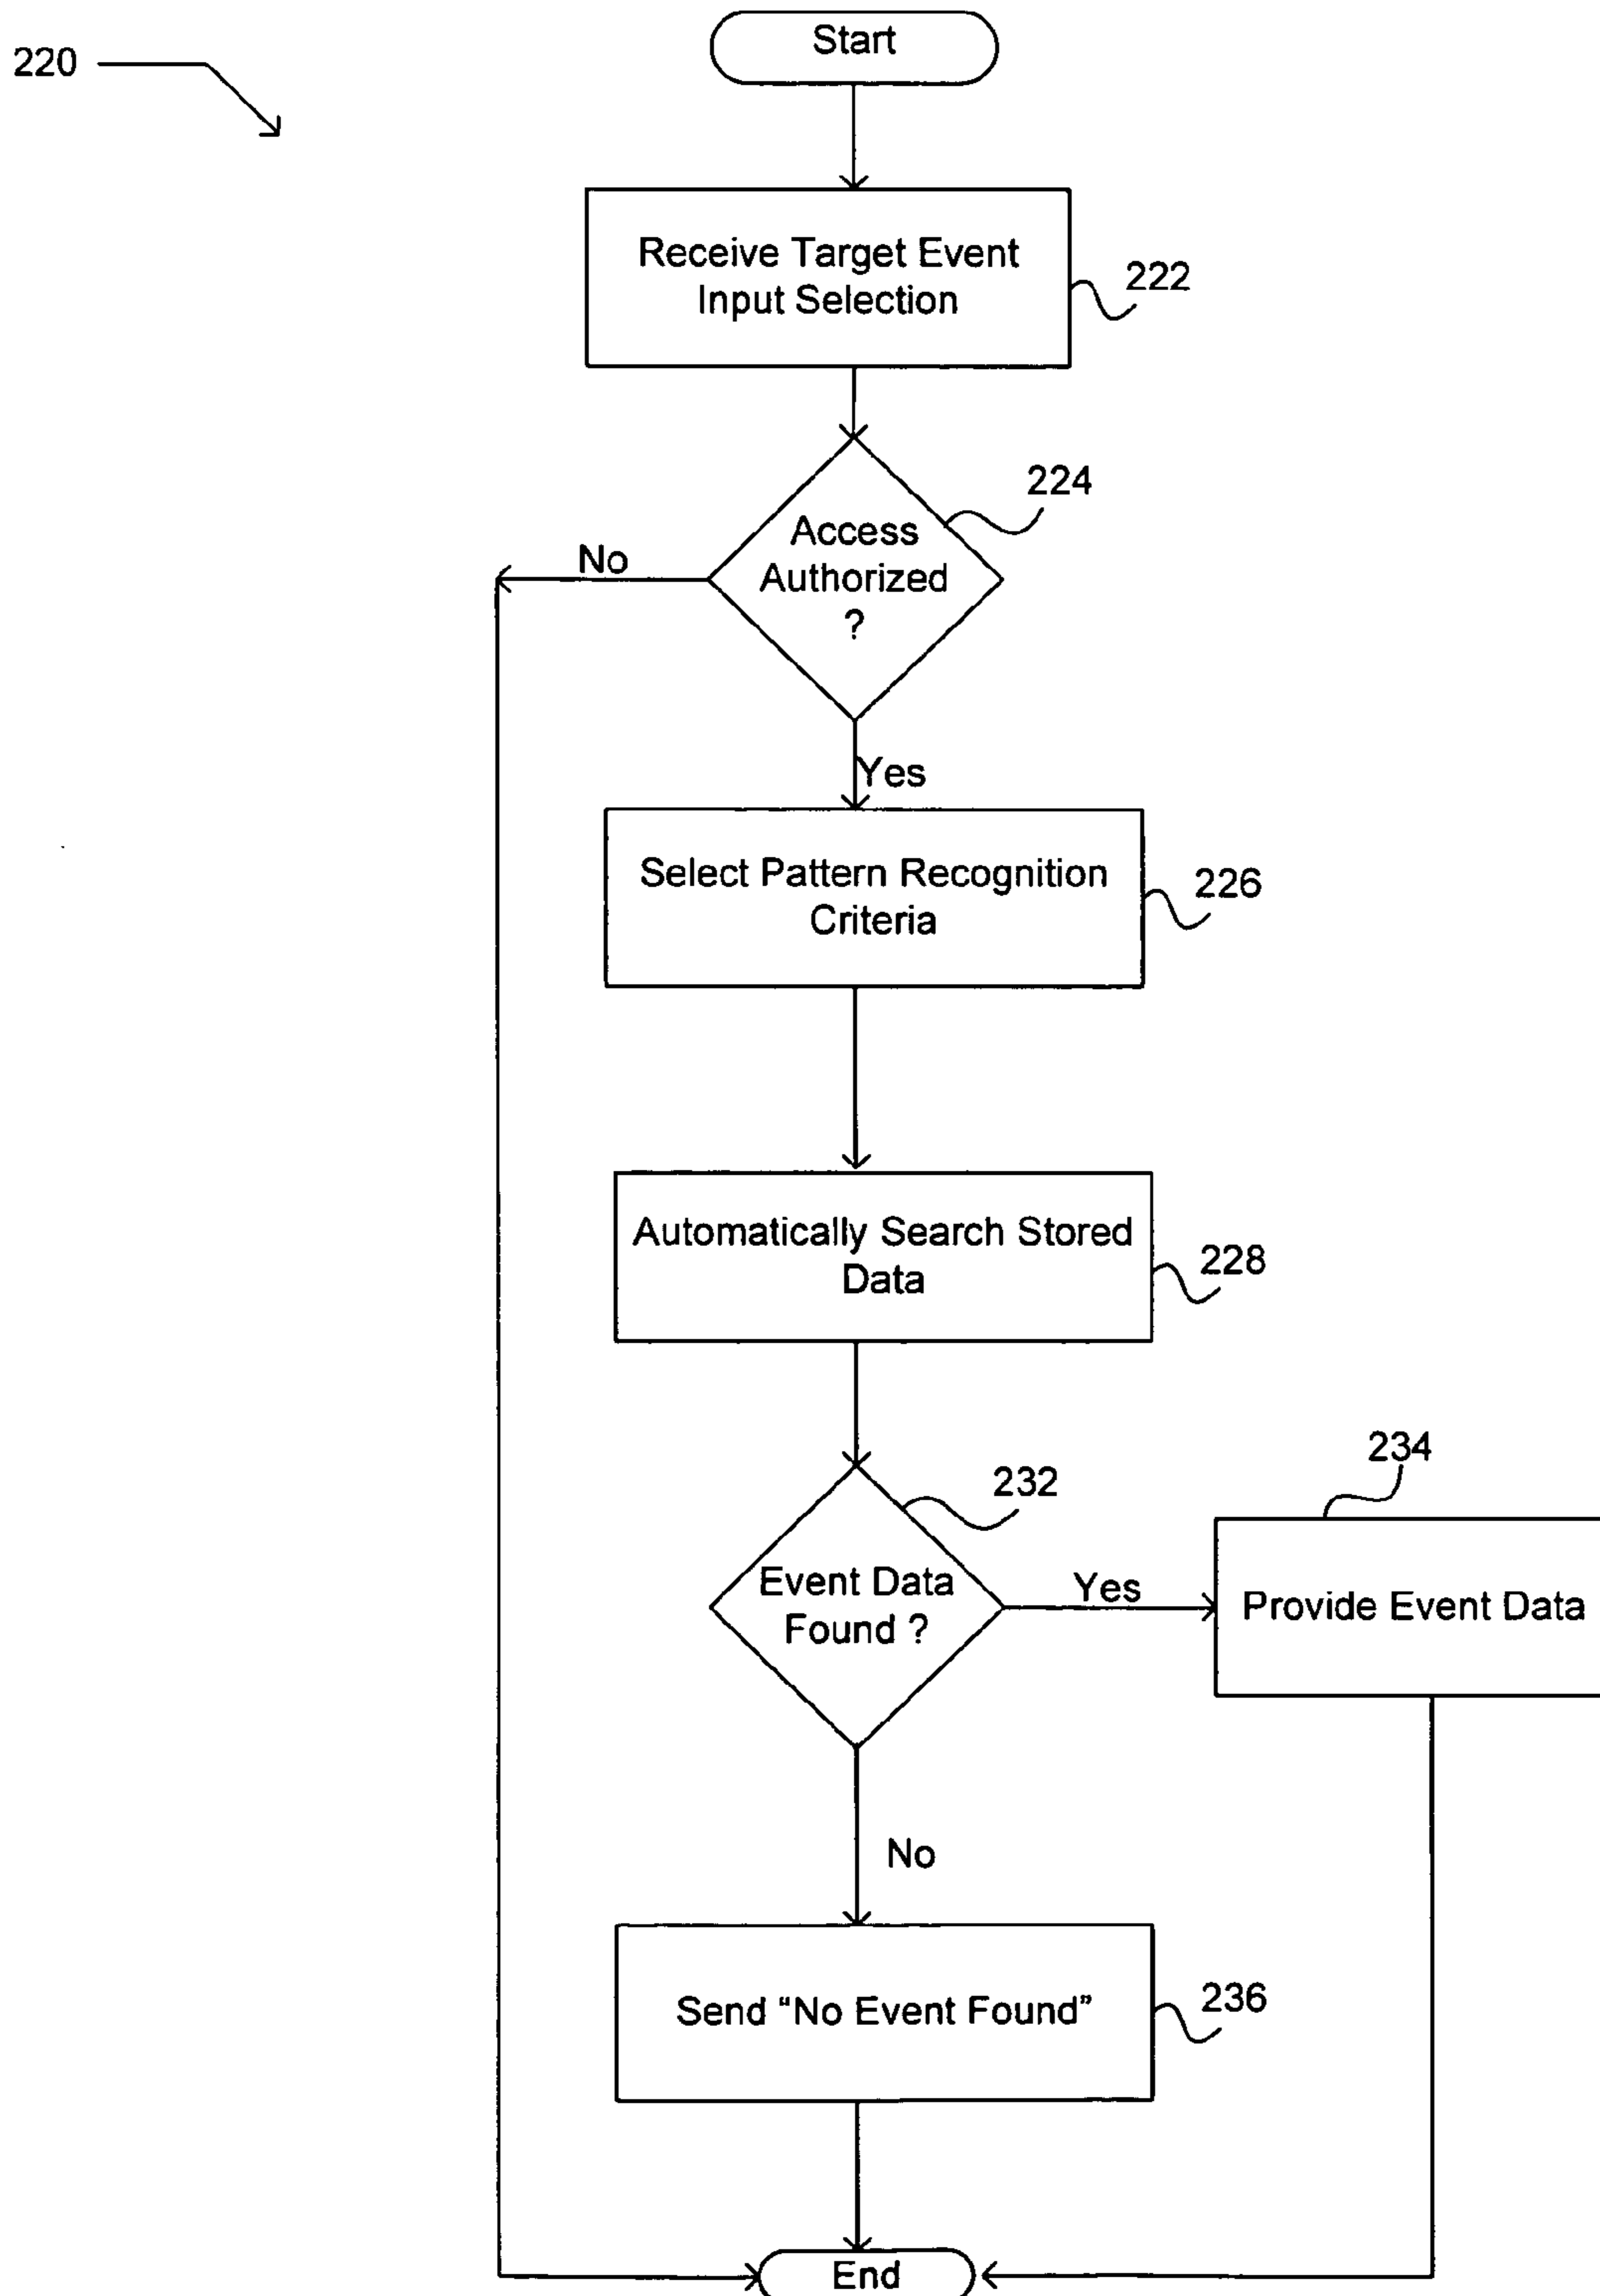 Start
220
Receive Target Event
Input Selection
222
224
Access
Authorized
?
No
Yes
Select Pattern Recognition
Criteria
226
Automatically Search Stored
Data
228
232
234
Event Data
Found ?
Yes
Provide Event Data
No
Send “No Event Found”
236
End